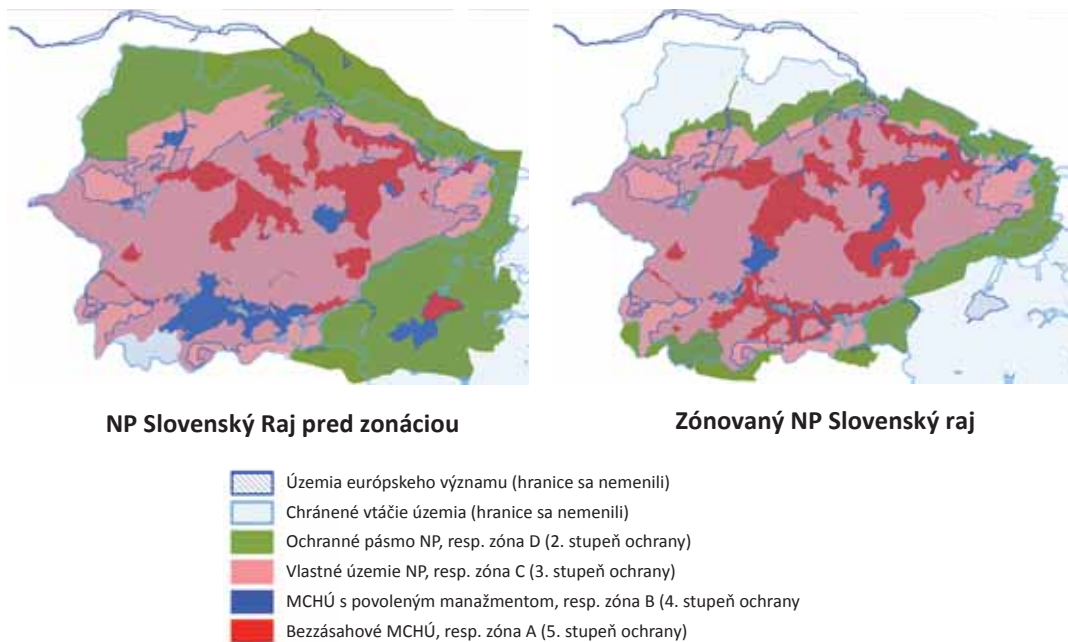 NP Slovenský Raj pred zonáciou
Zónovaný NP Slovenský raj
Územia európskeho významu (hranice sa nemenili)
Chránené vtáčie územia (hranice sa nemenili)
Ochranné pásmo NP, resp. zóna D (2. stupeň ochrany)
Vlastné územie NP, resp. zóna C (3. stupeň ochrany)
MCHÚ s povoleným manažmentom, resp. zóna B (4. stupeň ochrany
Bezzásahové MCHÚ, resp. zóna A (5. stupeň ochrany)